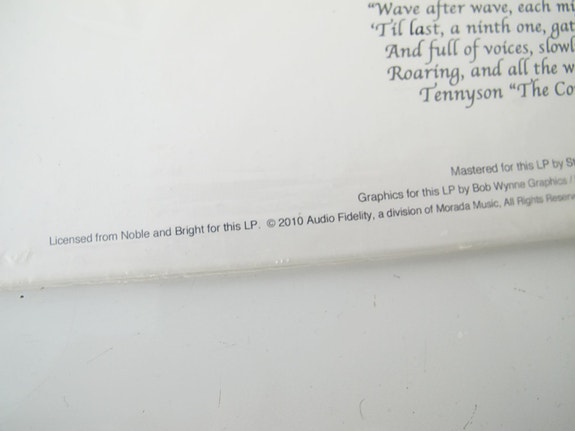 "Wave after wave, each mi
'Til last, a ninth one, gat
And full of voices, slowl
Roaring, and all the w
Tennyson "The Co
Mastered for this LP by St
Graphics for this LP by Bob Wynne Graphics /
Licensed from Noble and Bright for this LP. © 2010 Audio Fidelity, a division of Morada Music, All Rights Reserve